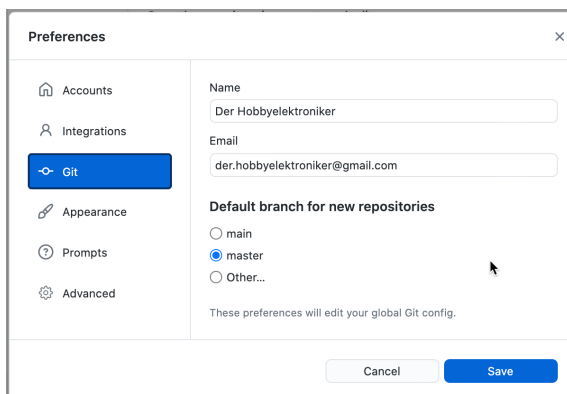 Preferences
Accounts
Integrations
Git
Appearance
Prompts
Advanced
Name
Der Hobbyelektroniker
Email
der.hobbyelektroniker@gmail.com
Default branch for new repositories
main
master
Other...
These preferences will edit your global Git config.
Cancel
Save